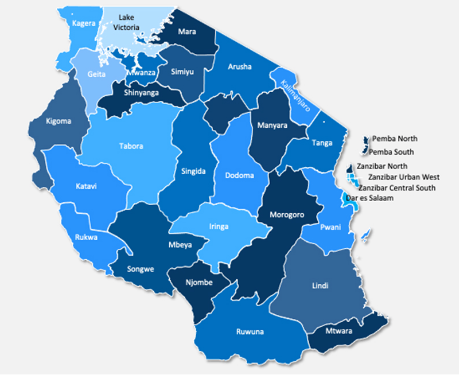 Kagera
Lake
Victoria
Mara
Geita
Mwanza
Simiyu
Arusha
Shinyanga
Kalimanjaro
Kigoma
Tabora
Manyara
Tanga
Pemba North
Pemba South
Singida
Dodoma
Zanzibar North
Zanzibar Urban West
Katavi
Zanzibar Central South
Dar es Salaam
Morogoro
Rukwa
Iringa
Pwani
Mbeya
Songwe
Njombe
Lindi
Ruwuna
Mtwara